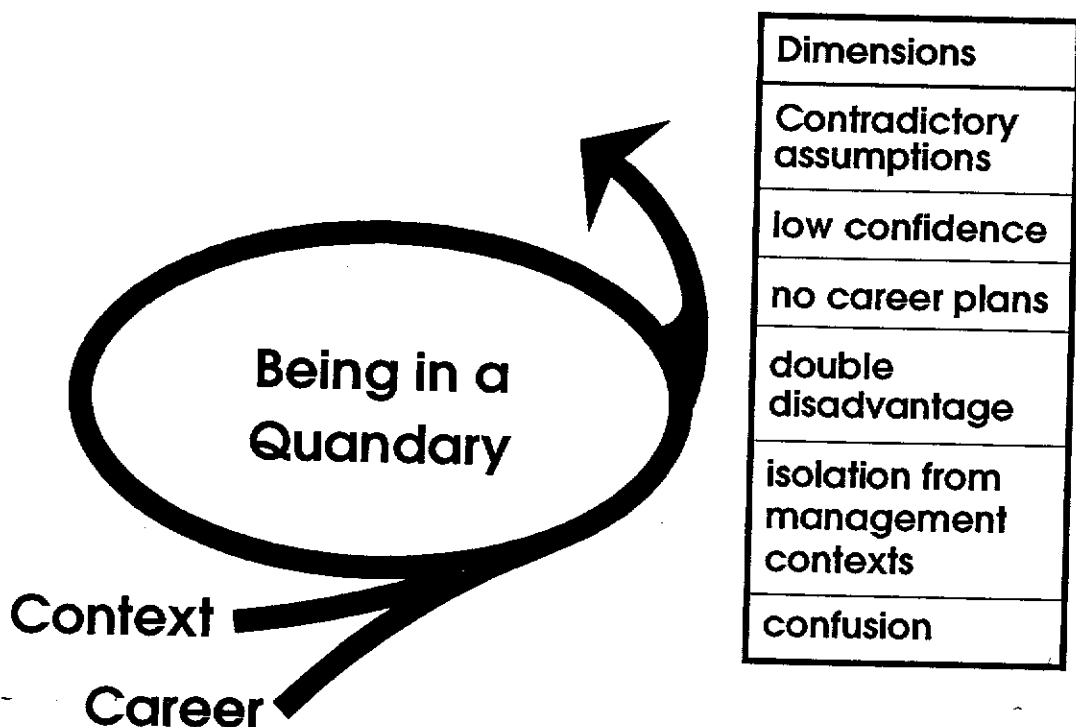 Being in a
Quandary
Context
Career
Dimensions
Contradictory
assumptions
low confidence
no career plans
double
disadvantage
isolation from
management
contexts
confusion